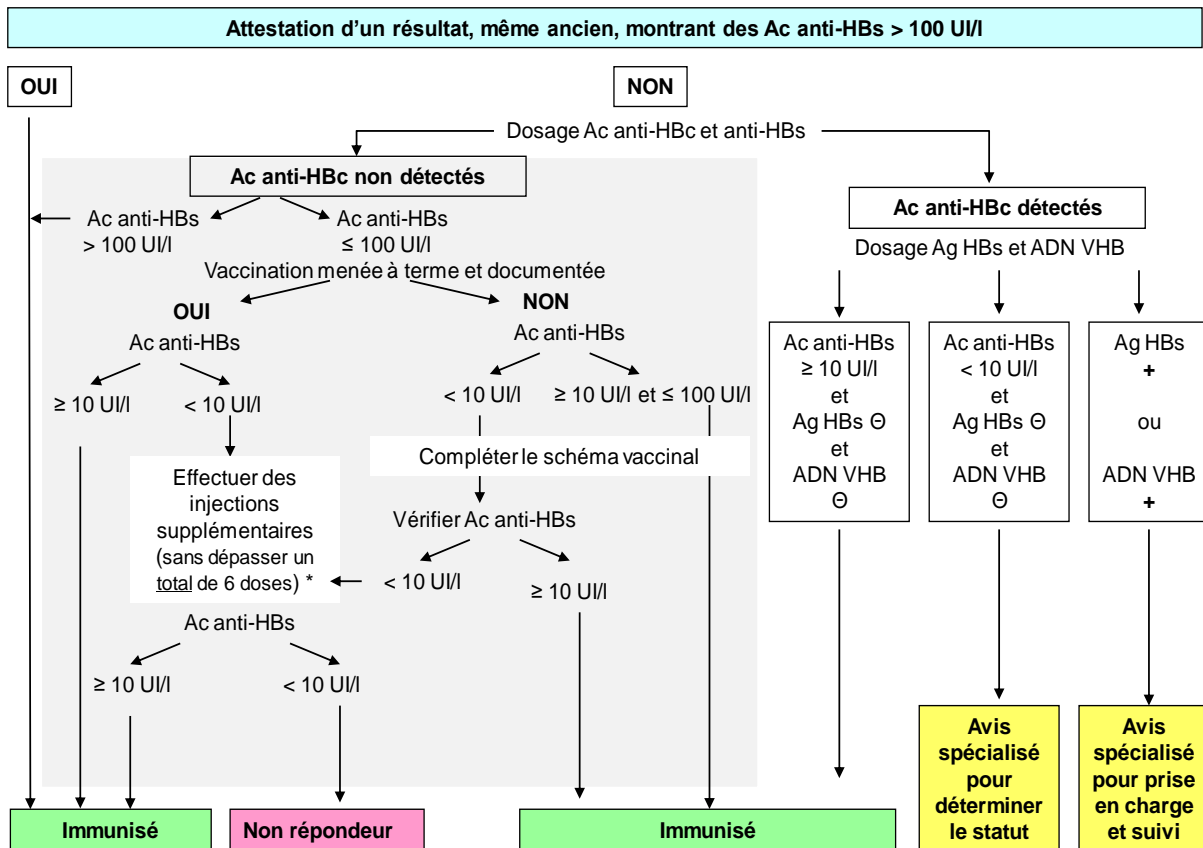 Attestation d'un résultat, même ancien, montrant des Ac anti-HBs > 100 UI/l
OUI
NON
Dosage Ac anti-HBc et anti-HBs
Ac anti-HBc non détectés
Ac anti-HBs
> 100 UI/l
Ac anti-HBs
≤ 100 UI/l
Vaccination menée à terme et documentée
OUI
Ac anti-HBs
≥ 10 UI/l
< 10 UI/l
Effectuer des
injections
supplémentaires
(sans dépasser un
total de 6 doses) *
Ac anti-HBs
≥ 10 UI/l
< 10 UI/l
NON
Ac anti-HBs
< 10 UI/l
≥ 10 UI/l et ≤ 100 UI/l
Compléter le schéma vaccinal
Vérifier Ac anti-HBs
< 10 UI/l
≥ 10 UI/l
Ac anti-HBc détectés
Dosage Ag HBs et ADN VHB
Ac anti-HBs
≥ 10 UI/l
et
Ag HBs Θ
et
ADN VHB
Θ
Ac anti-HBs
< 10 UI/l
et
Ag HBs Θ
et
ADN VHB
Θ
Ag HBs
+
ou
ADN VHB
+
Immunisé
Non répondeur
Immunisé
Avis
spécialisé
pour
déterminer
le statut
Avis
spécialisé
pour prise
en charge
et suivi